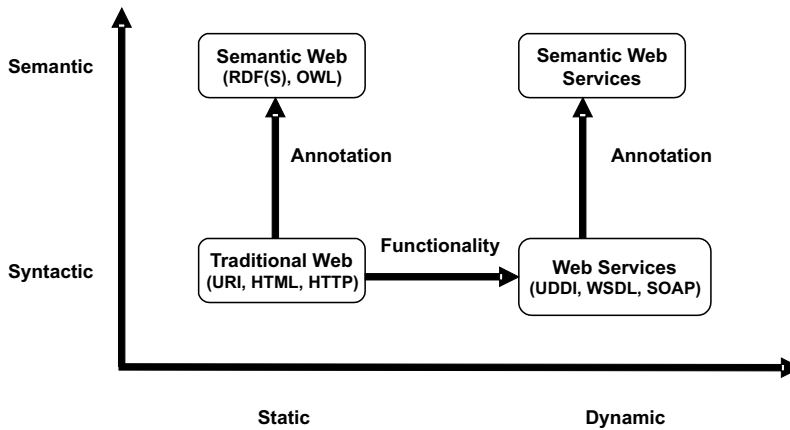 Semantic
Semantic Web
(RDF(S), OWL)
Semantic Web
Services
Annotation
Annotation
Syntactic
Traditional Web
(URI, HTML, HTTP)
Functionality
Web Services
(UDDI, WSDL, SOAP)
Static
Dynamic